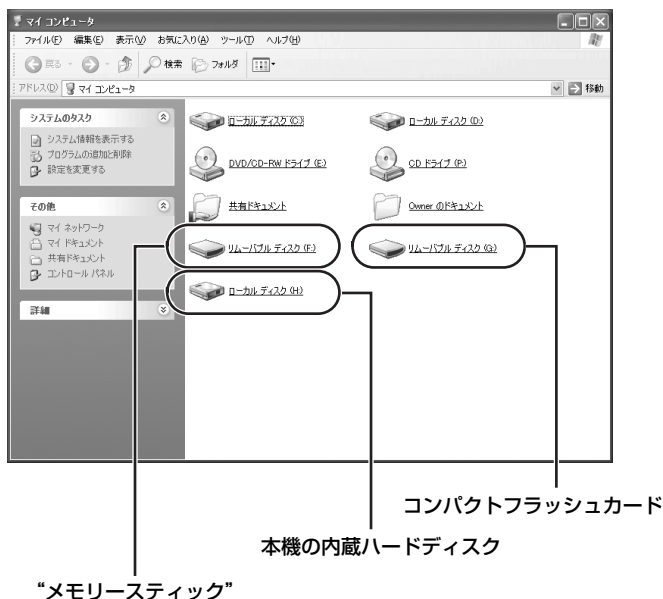 マイ コンピュータ
ファイル(F) 編集(E) 表示(V) お気に入り(A) ツール(T) ヘルプ(H)
戻る 検索 フォルダ
アドレス(D) マイ コンピュータ 移動
システムのタスク
システム情報を表示する
プログラムの追加と削除
設定を変更する
その他
マイ ネットワーク
マイ ドキュメント
共有ドキュメント
コントロール パネル
詳細
ローカル ディスク (C:) ローカル ディスク (D:)
DVD/CD-RW ドライブ (E:) CD ドライブ (P:)
共有ドキュメント Owner のドキュメント
リムーバブル ディスク (F:) リムーバブル ディスク (G:)
ローカル ディスク (H:)
コンパクトフラッシュカード
本機の内蔵ハードディスク
“メモリースティック”